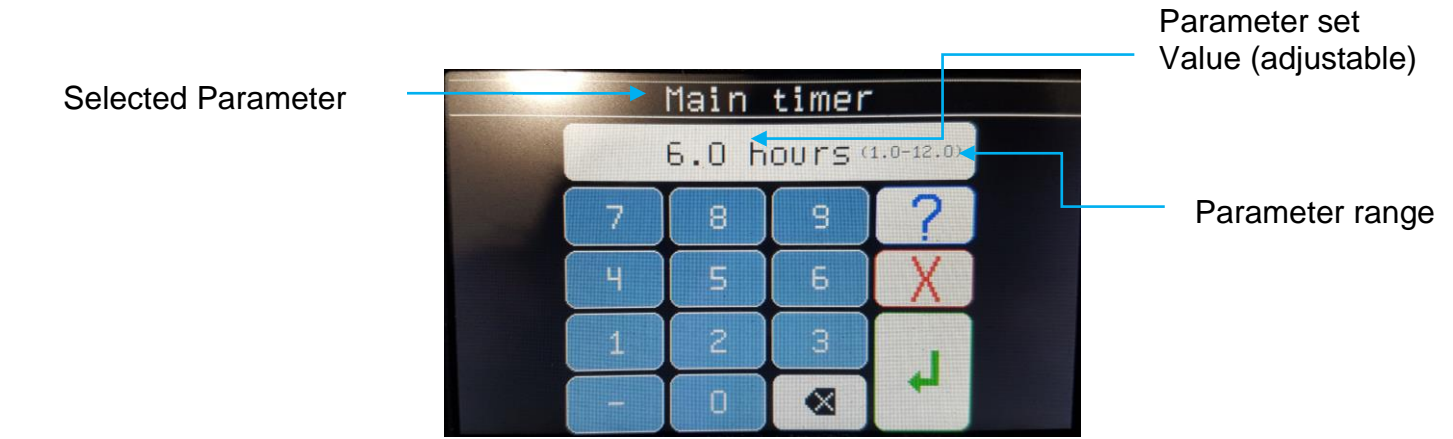 Parameter set
Value (adjustable)
Selected Parameter
Main timer
6.0 hours (1.0-12.0)
Parameter range
7 8 9 ?
4 5 6 X
1 2 3
- 0